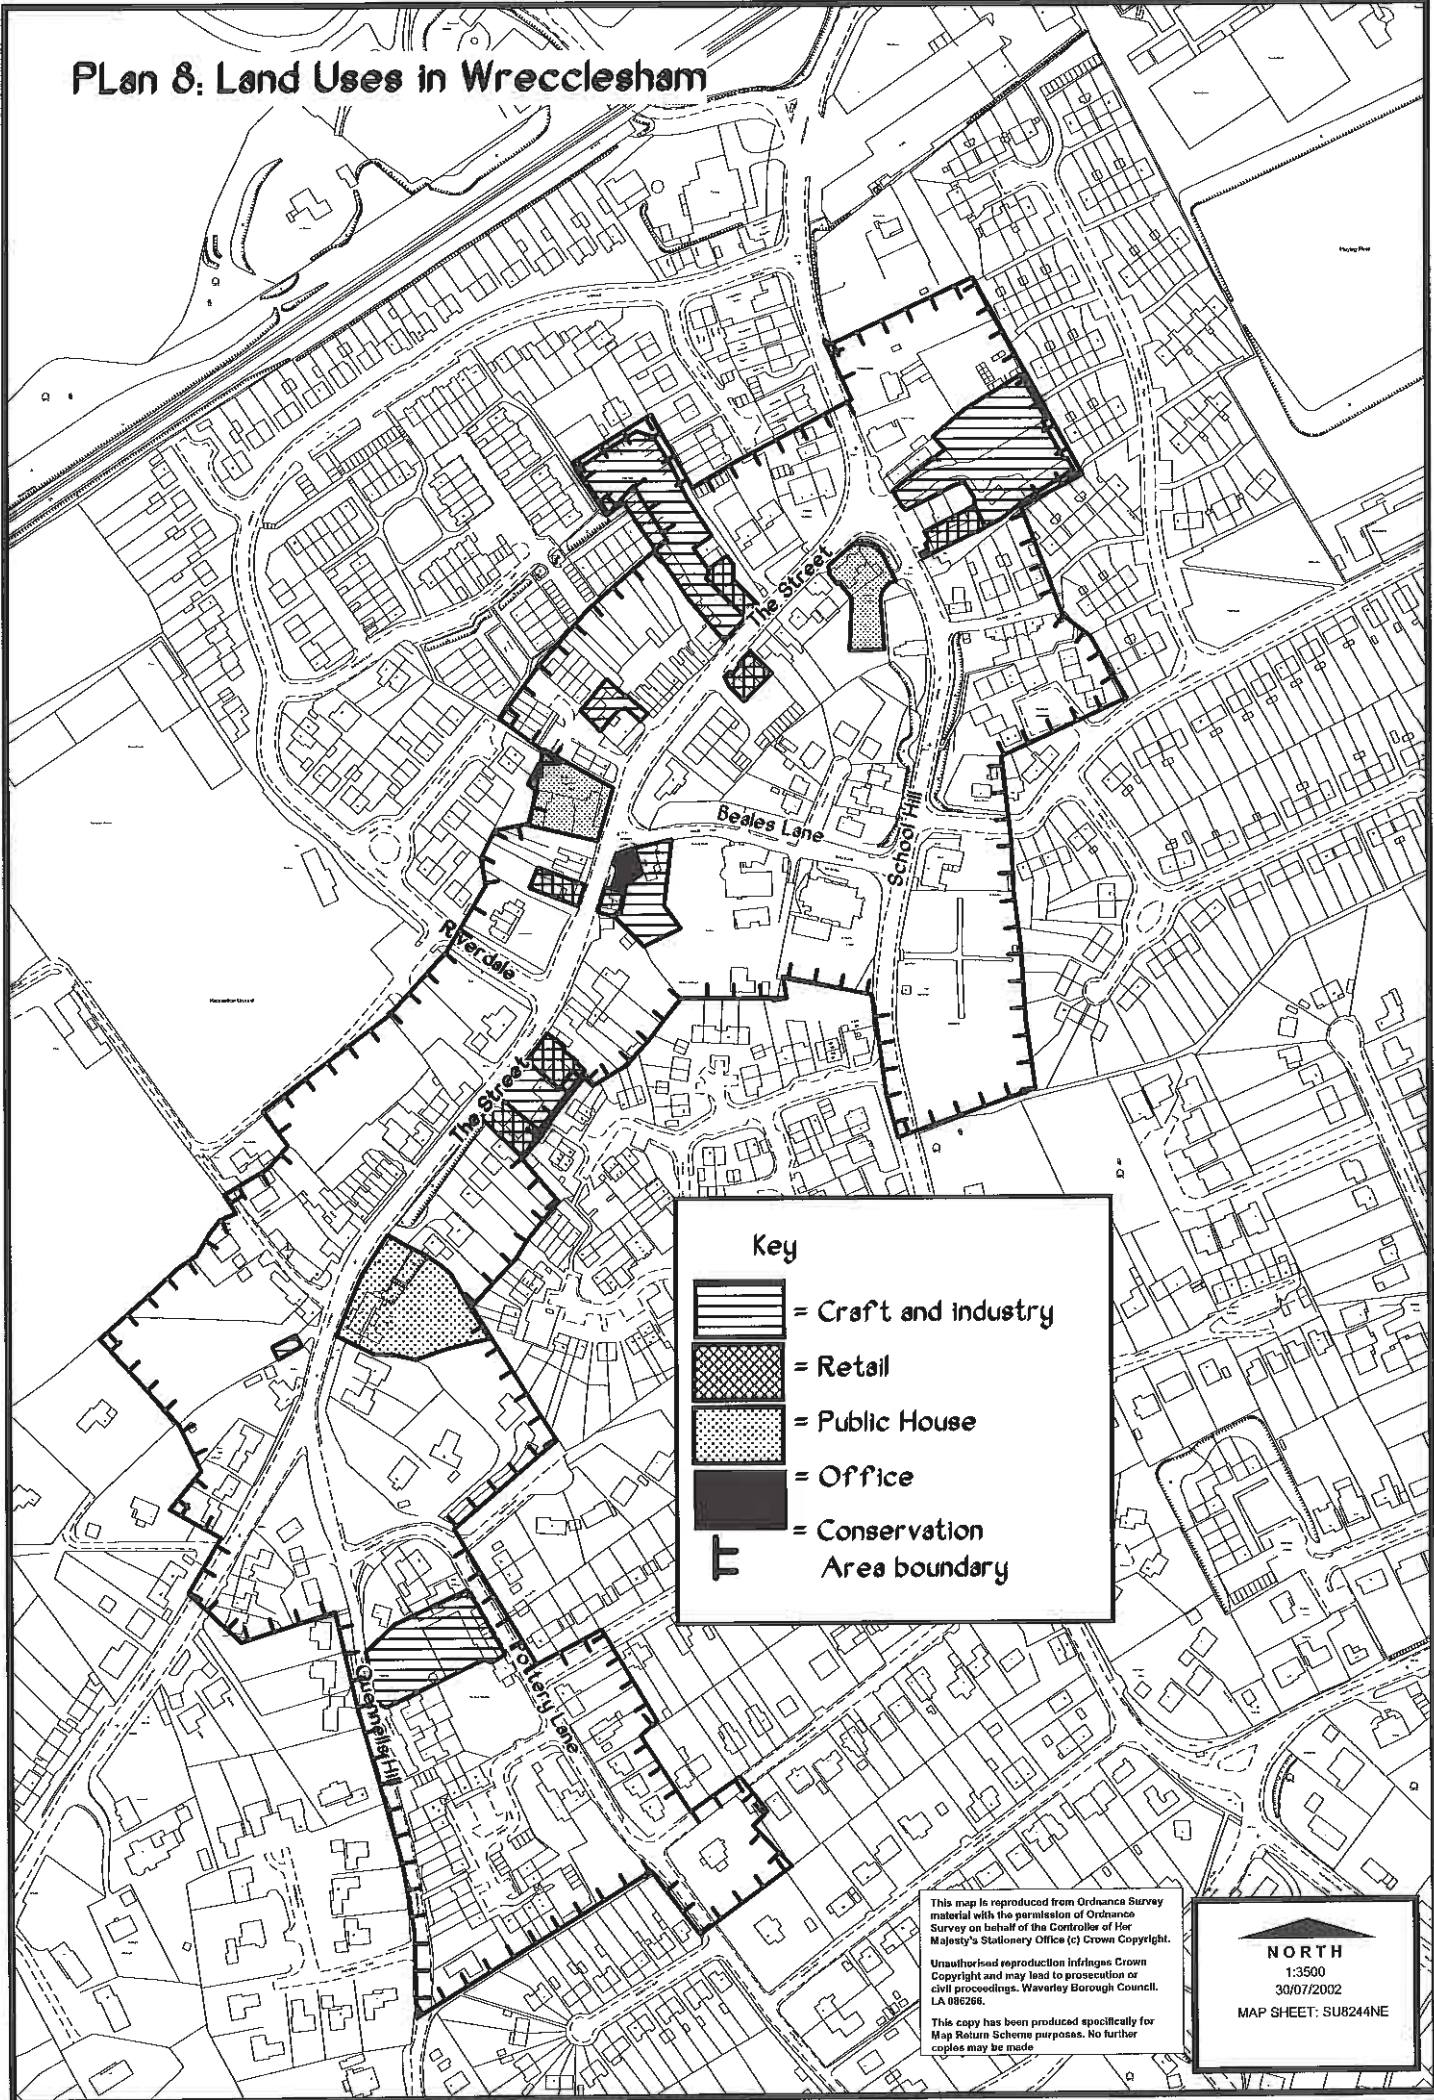 PLan 8: Land Uses in Wrecclesham
Playing Field
The Street
Beales Lane
School Hill
Riverdale
Recreation Ground
The Street
Key
= Craft and industry
= Retail
= Public House
= Office
= Conservation
Area boundary
Pottery Lane
Quennells Hill
This map is reproduced from Ordnance Survey
material with the permission of Ordnance
Survey on behalf of the Controller of Her
Majesty's Stationery Office (c) Crown Copyright.
Unauthorised reproduction infringes Crown
Copyright and may lead to prosecution or
civil proceedings. Waverley Borough Council.
LA 086266.
This copy has been produced specifically for
Map Return Scheme purposes. No further
copies may be made
NORTH
1:3500
30/07/2002
MAP SHEET: SU8244NE